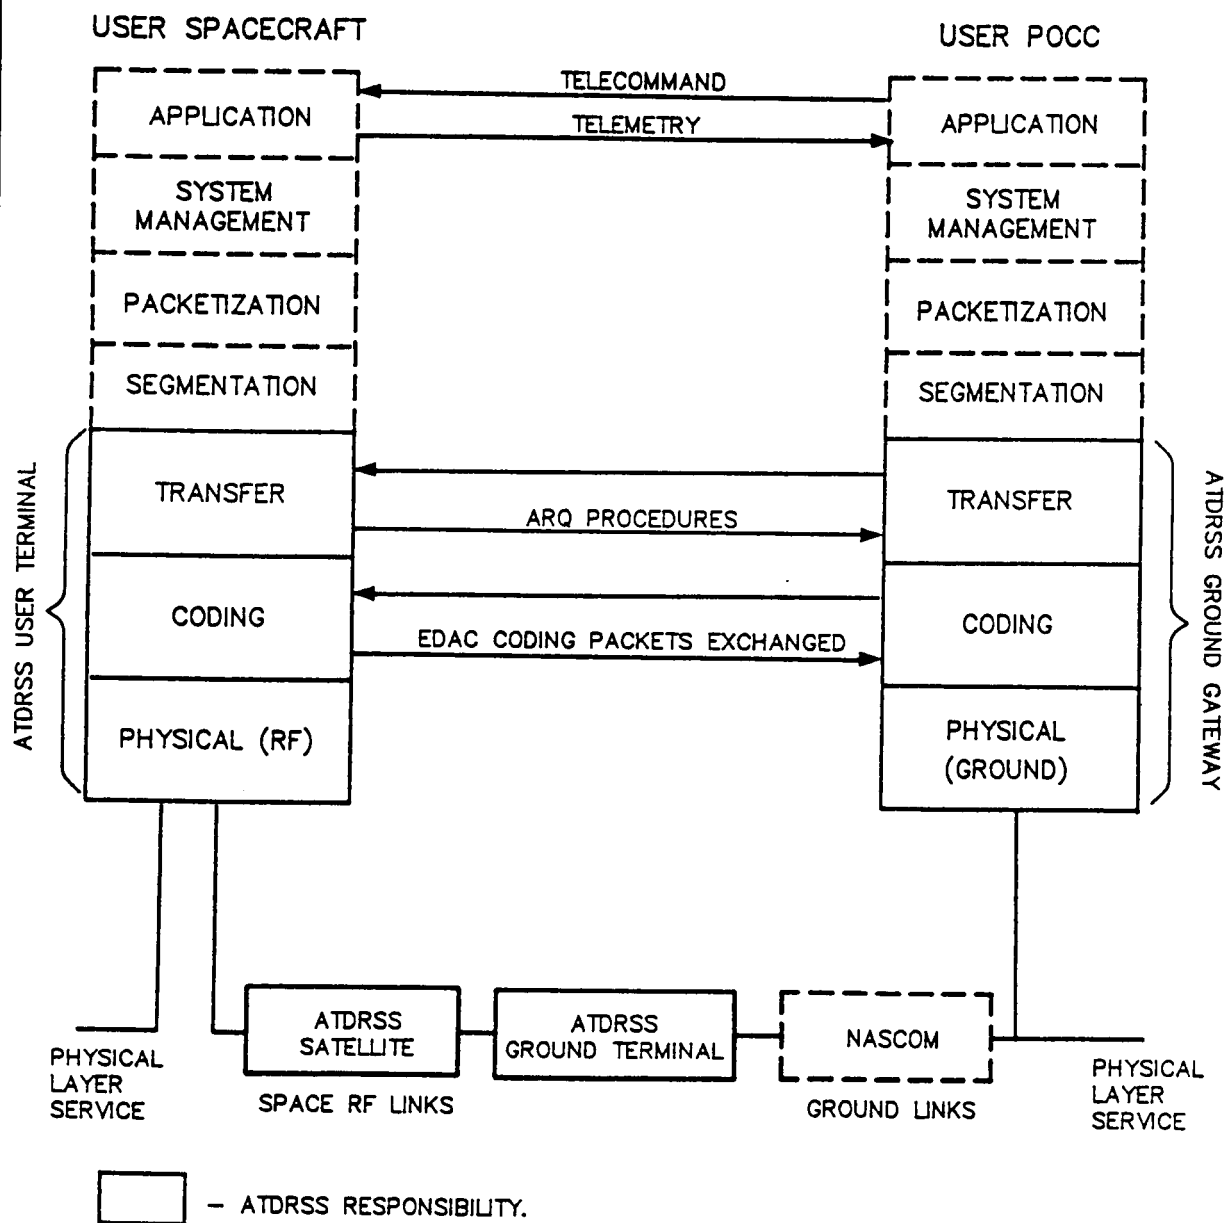 USER SPACECRAFT
USER POCC
TELECOMMAND
TELEMETRY
APPLICATION
SYSTEM
MANAGEMENT
PACKETIZATION
SEGMENTATION
TRANSFER
CODING
PHYSICAL (RF)
APPLICATION
SYSTEM
MANAGEMENT
PACKETIZATION
SEGMENTATION
TRANSFER
CODING
PHYSICAL
(GROUND)
ARQ PROCEDURES
EDAC CODING PACKETS EXCHANGED
ATDRSS USER TERMINAL
ATDRSS GROUND GATEWAY
ATDRSS
SATELLITE
ATDRSS
GROUND TERMINAL
NASCOM
PHYSICAL
LAYER
SERVICE
SPACE RF LINKS
GROUND LINKS
PHYSICAL
LAYER
SERVICE
– ATDRSS RESPONSIBILITY.